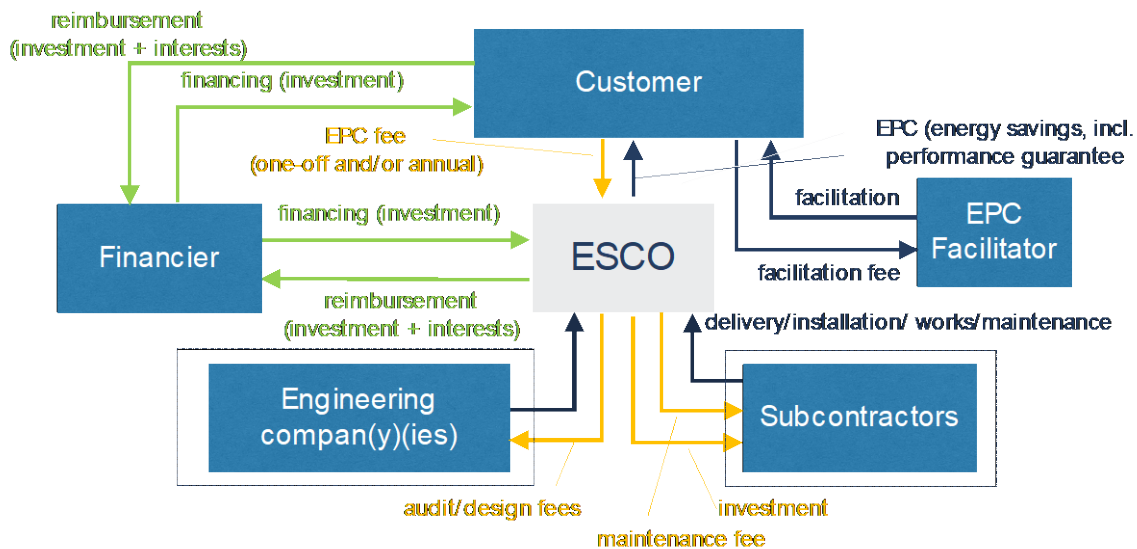 reimbursement
(investment + interests)
financing (investment)
Customer
EPC fee
(one-off and/or annual)
EPC (energy savings, incl.
performance guarantee
facilitation
EPC
Facilitator
facilitation fee
Financier
financing (investment)
ESCO
reimbursement
(investment + interests)
delivery/installation/ works/maintenance
Engineering
compan(y)(ies)
Subcontractors
audit/design fees
investment
maintenance fee